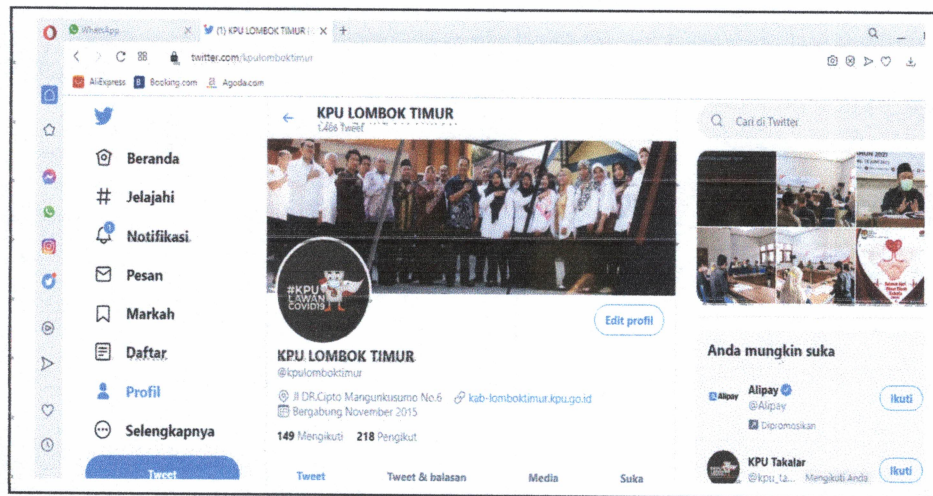 WhatsApp
(1) KPU LOMBOK TIMUR
twitter.com/kpulomboktimur
AliExpress
Booking.com
Agoda.com
KPU LOMBOK TIMUR
1.466 Tweet
Cari di Twitter
Beranda
Jelajahi
Notifikasi
Pesan
Markah
Daftar
Profil
Selengkapnya
Tweet
#KPU
LAWAN
COVID19
Edit profil
KPU LOMBOK TIMUR
@kpulomboktimur
Jl DR.Cipto Mangunkusumo No.6 kab-lomboktimur.kpu.go.id
Bergabung November 2015
149 Mengikuti 218 Pengikut
Tweet Tweet & balasan Media Suka
Anda mungkin suka
Alipay
Alipay
@Alipay
Dipromosikan
Ikuti
KPU Takalar
@kpu_ta... Mengikuti Anda
Ikuti